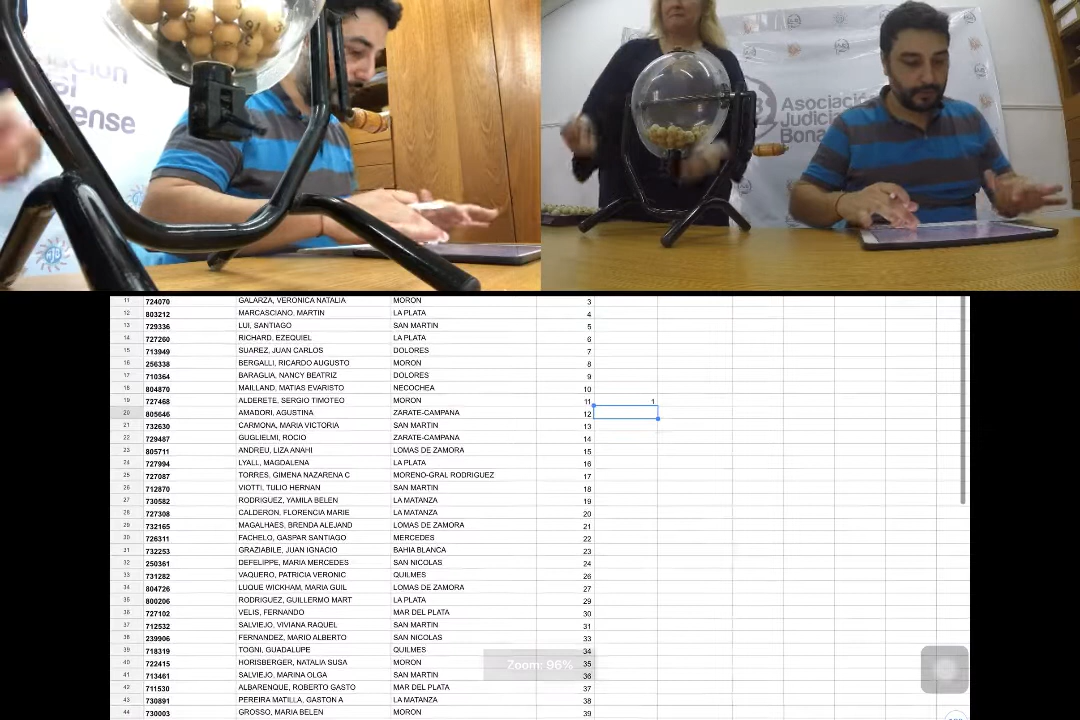 Asociació
Judicial
Bona
ense
11 724070 GALARZA, VERONICA NATALIA MORON 3
12 803212 MARCASCIANO, MARTIN LA PLATA 4
13 729336 LUI, SANTIAGO SAN MARTIN 5
14 727260 RICHARD, EZEQUIEL LA PLATA 6
15 713949 SUAREZ, JUAN CARLOS DOLORES 7
16 256338 BERGALLI, RICARDO AUGUSTO MORON 8
17 710364 BARAGLIA, NANCY BEATRIZ DOLORES 9
18 804870 MAILLAND, MATIAS EVARISTO NECOCHEA 10
19 727468 ALDERETE, SERGIO TIMOTEO MORON 11 1
20 805646 AMADORI, AGUSTINA ZARATE-CAMPANA 12
21 732630 CARMONA, MARIA VICTORIA SAN MARTIN 13
22 729487 GUGLIELMI, ROCIO ZARATE-CAMPANA 14
23 805711 ANDREU, LIZA ANAHI LOMAS DE ZAMORA 15
24 727994 LYALL, MAGDALENA LA PLATA 16
25 727087 TORRES, GIMENA NAZARENA C MORENO-GRAL RODRIGUEZ 17
26 712870 VIOTTI, TULIO HERNAN SAN MARTIN 18
27 730582 RODRIGUEZ, YAMILA BELEN LA MATANZA 19
28 727308 CALDERON, FLORENCIA MARIE LA MATANZA 20
29 732165 MAGALHAES, BRENDA ALEJAND LOMAS DE ZAMORA 21
30 726311 FACHELO, GASPAR SANTIAGO MERCEDES 22
31 732253 GRAZIABILE, JUAN IGNACIO BAHIA BLANCA 23
32 250361 DEFELIPPE, MARIA MERCEDES SAN NICOLAS 24
33 731282 VAQUERO, PATRICIA VERONIC QUILMES 26
34 804726 LUQUE WICKHAM, MARIA GUIL LOMAS DE ZAMORA 27
35 800206 RODRIGUEZ, GUILLERMO MART LA PLATA 29
36 727102 VELIS, FERNANDO MAR DEL PLATA 30
37 712532 SALVIEJO, VIVIANA RAQUEL SAN MARTIN 31
38 239906 FERNANDEZ, MARIO ALBERTO SAN NICOLAS 33
39 718319 TOGNI, GUADALUPE QUILMES 34
40 722415 HORISBERGER, NATALIA SUSA MORON 35
41 713461 SALVIEJO, MARINA OLGA SAN MARTIN 36
42 711530 ALBARENQUE, ROBERTO GASTO MAR DEL PLATA 37
43 730891 PEREIRA MATILLA, GASTON A LA MATANZA 38
44 730003 GROSSO, MARIA BELEN MORON 39
Zoom: 96%